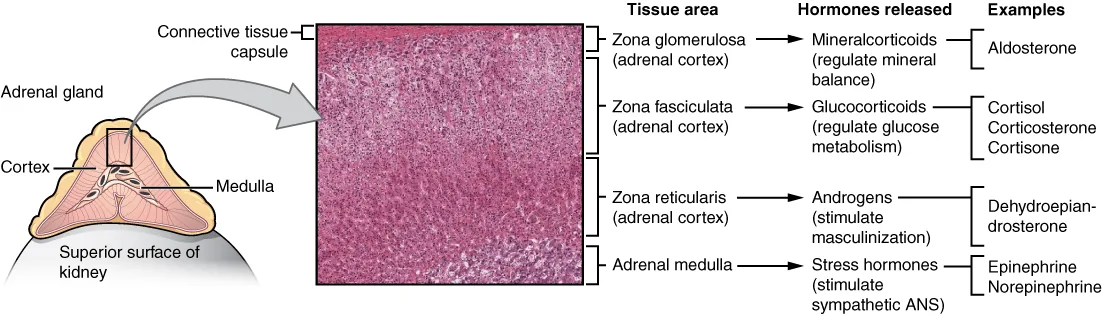 Tissue area
Hormones released
Examples
Connective tissue
capsule
Zona glomerulosa
(adrenal cortex)
Mineralcorticoids
(regulate mineral
balance)
Aldosterone
Adrenal gland
Zona fasciculata
(adrenal cortex)
Glucocorticoids
(regulate glucose
metabolism)
Cortisol
Corticosterone
Cortisone
Cortex
Medulla
Zona reticularis
(adrenal cortex)
Androgens
(stimulate
masculinization)
Dehydroepian-
drosterone
Superior surface of
kidney
Adrenal medulla
Stress hormones
(stimulate
sympathetic ANS)
Epinephrine
Norepinephrine